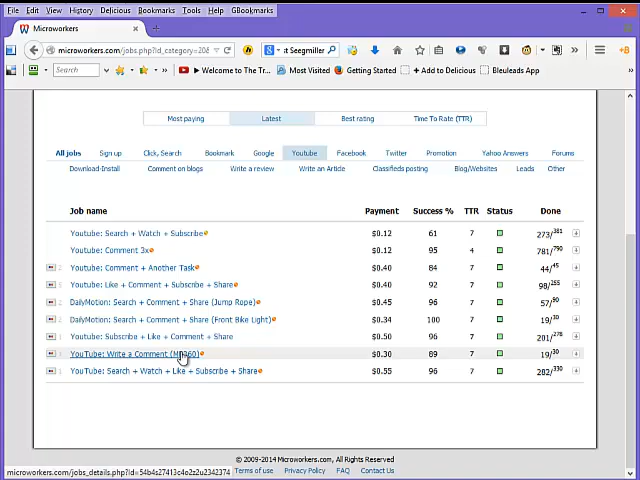 File Edit View History Delicious Bookmarks Tools Help GBookmarks
Microworkers
microworkers.com/jobs.php?Id_category=208
st Seegmiller
Search Welcome to The Tr... Most Visited Getting Started + Add to Delicious Bleuleads App
Most paying Latest Best rating Time To Rate (TTR)
All jobs Sign up Click, Search Bookmark Google Youtube Facebook Twitter Promotion Yahoo Answers Forums
Download-Install Comment on blogs Write a review Write an Article Classifieds posting Blog/Websites Leads Other
Job name Payment Success % TTR Status Done
Youtube: Search + Watch + Subscribe $0.12 61 7 273/381
Youtube: Comment 3x $0.12 95 4 781/790
Youtube: Comment + Another Task $0.40 84 7 44/45
Youtube: Like + Comment + Subscribe + Share $0.40 92 7 98/255
DailyMotion: Search + Comment + Share (Jump Rope) $0.45 96 7 57/90
DailyMotion: Search + Comment + Share (Front Bike Light) $0.34 100 7 19/30
Youtube: Subscribe + Like + Comment + Share $0.50 96 7 201/278
YouTube: Write a Comment $0.30 89 7 19/30
YouTube: Search + Watch + Like + Subscribe + Share $0.55 96 7 282/330
© 2009-2014 Microworkers.com, All Rights Reserved
microworkers.com/jobs_details.php?Id=54b4s27413c4o2z2u2342374 Terms of use Privacy Policy FAQ Contact Us